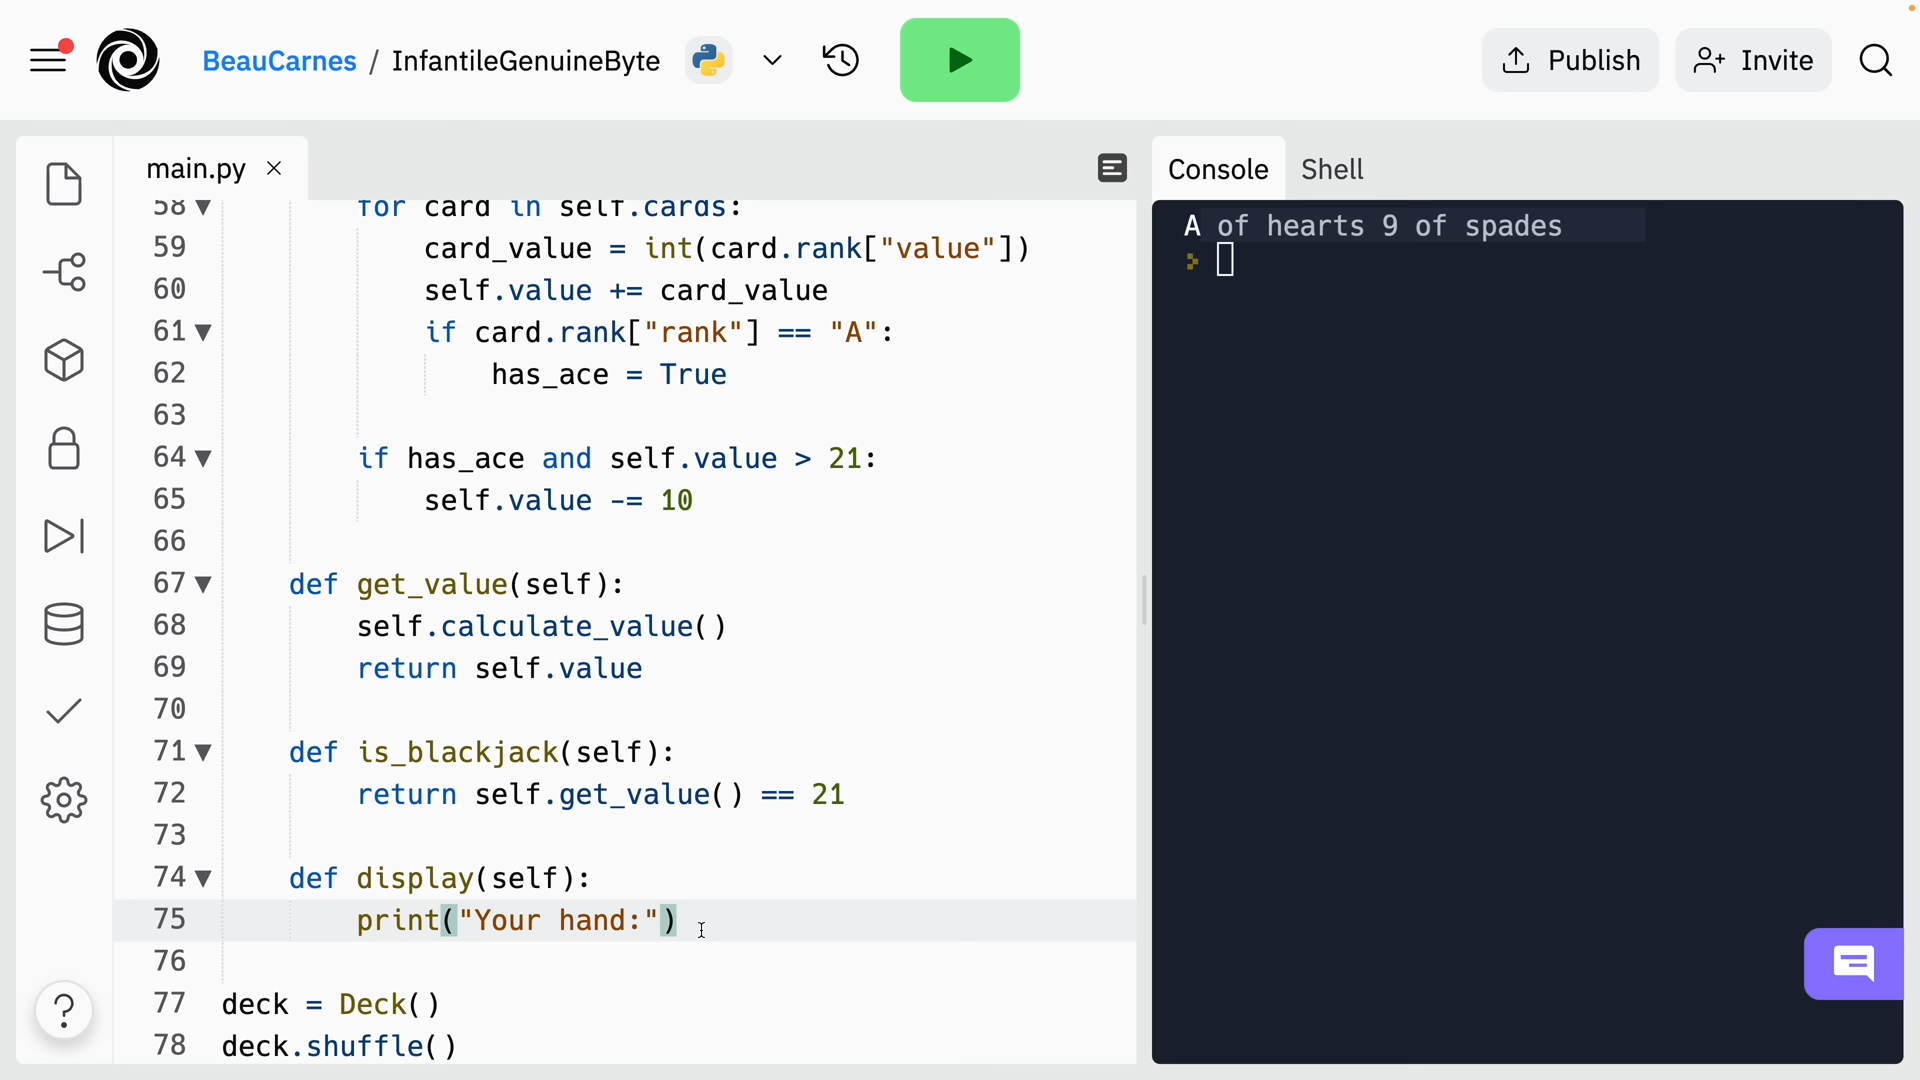 BeauCarnes / InfantileGenuineByte
Publish
Invite
main.py
Console
Shell
58 for card in self.cards:
59 card_value = int(card.rank["value"])
60 self.value += card_value
61 if card.rank["rank"] == "A":
62 has_ace = True
63
64 if has_ace and self.value > 21:
65 self.value -= 10
66
67 def get_value(self):
68 self.calculate_value()
69 return self.value
70
71 def is_blackjack(self):
72 return self.get_value() == 21
73
74 def display(self):
75 print("Your hand:")
76
77 deck = Deck()
78 deck.shuffle()
?
A of hearts 9 of spades